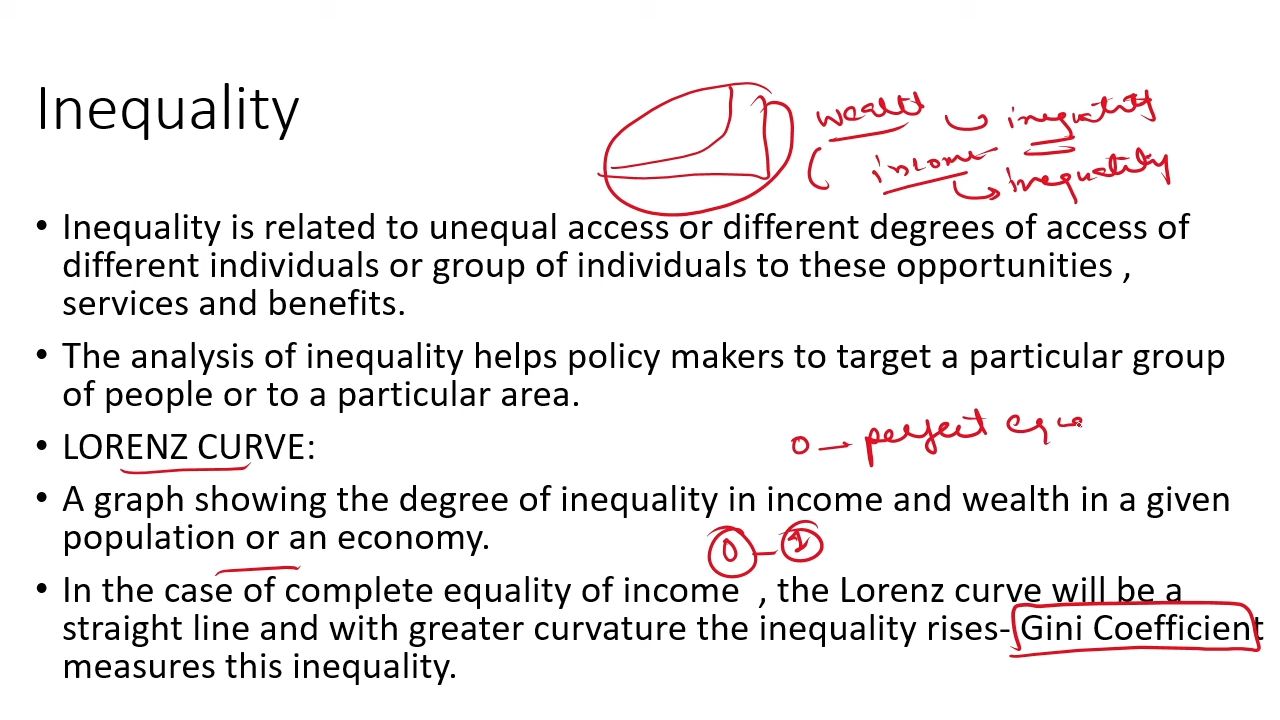 Inequality
wealth inequality
income inequality
• Inequality is related to unequal access or different degrees of access of
different individuals or group of individuals to these opportunities ,
services and benefits.
• The analysis of inequality helps policy makers to target a particular group
of people or to a particular area.
• LORENZ CURVE:
0 – perfect equ
• A graph showing the degree of inequality in income and wealth in a given
population or an economy.
0 – 1
• In the case of complete equality of income , the Lorenz curve will be a
straight line and with greater curvature the inequality rises- Gini Coefficient
measures this inequality.